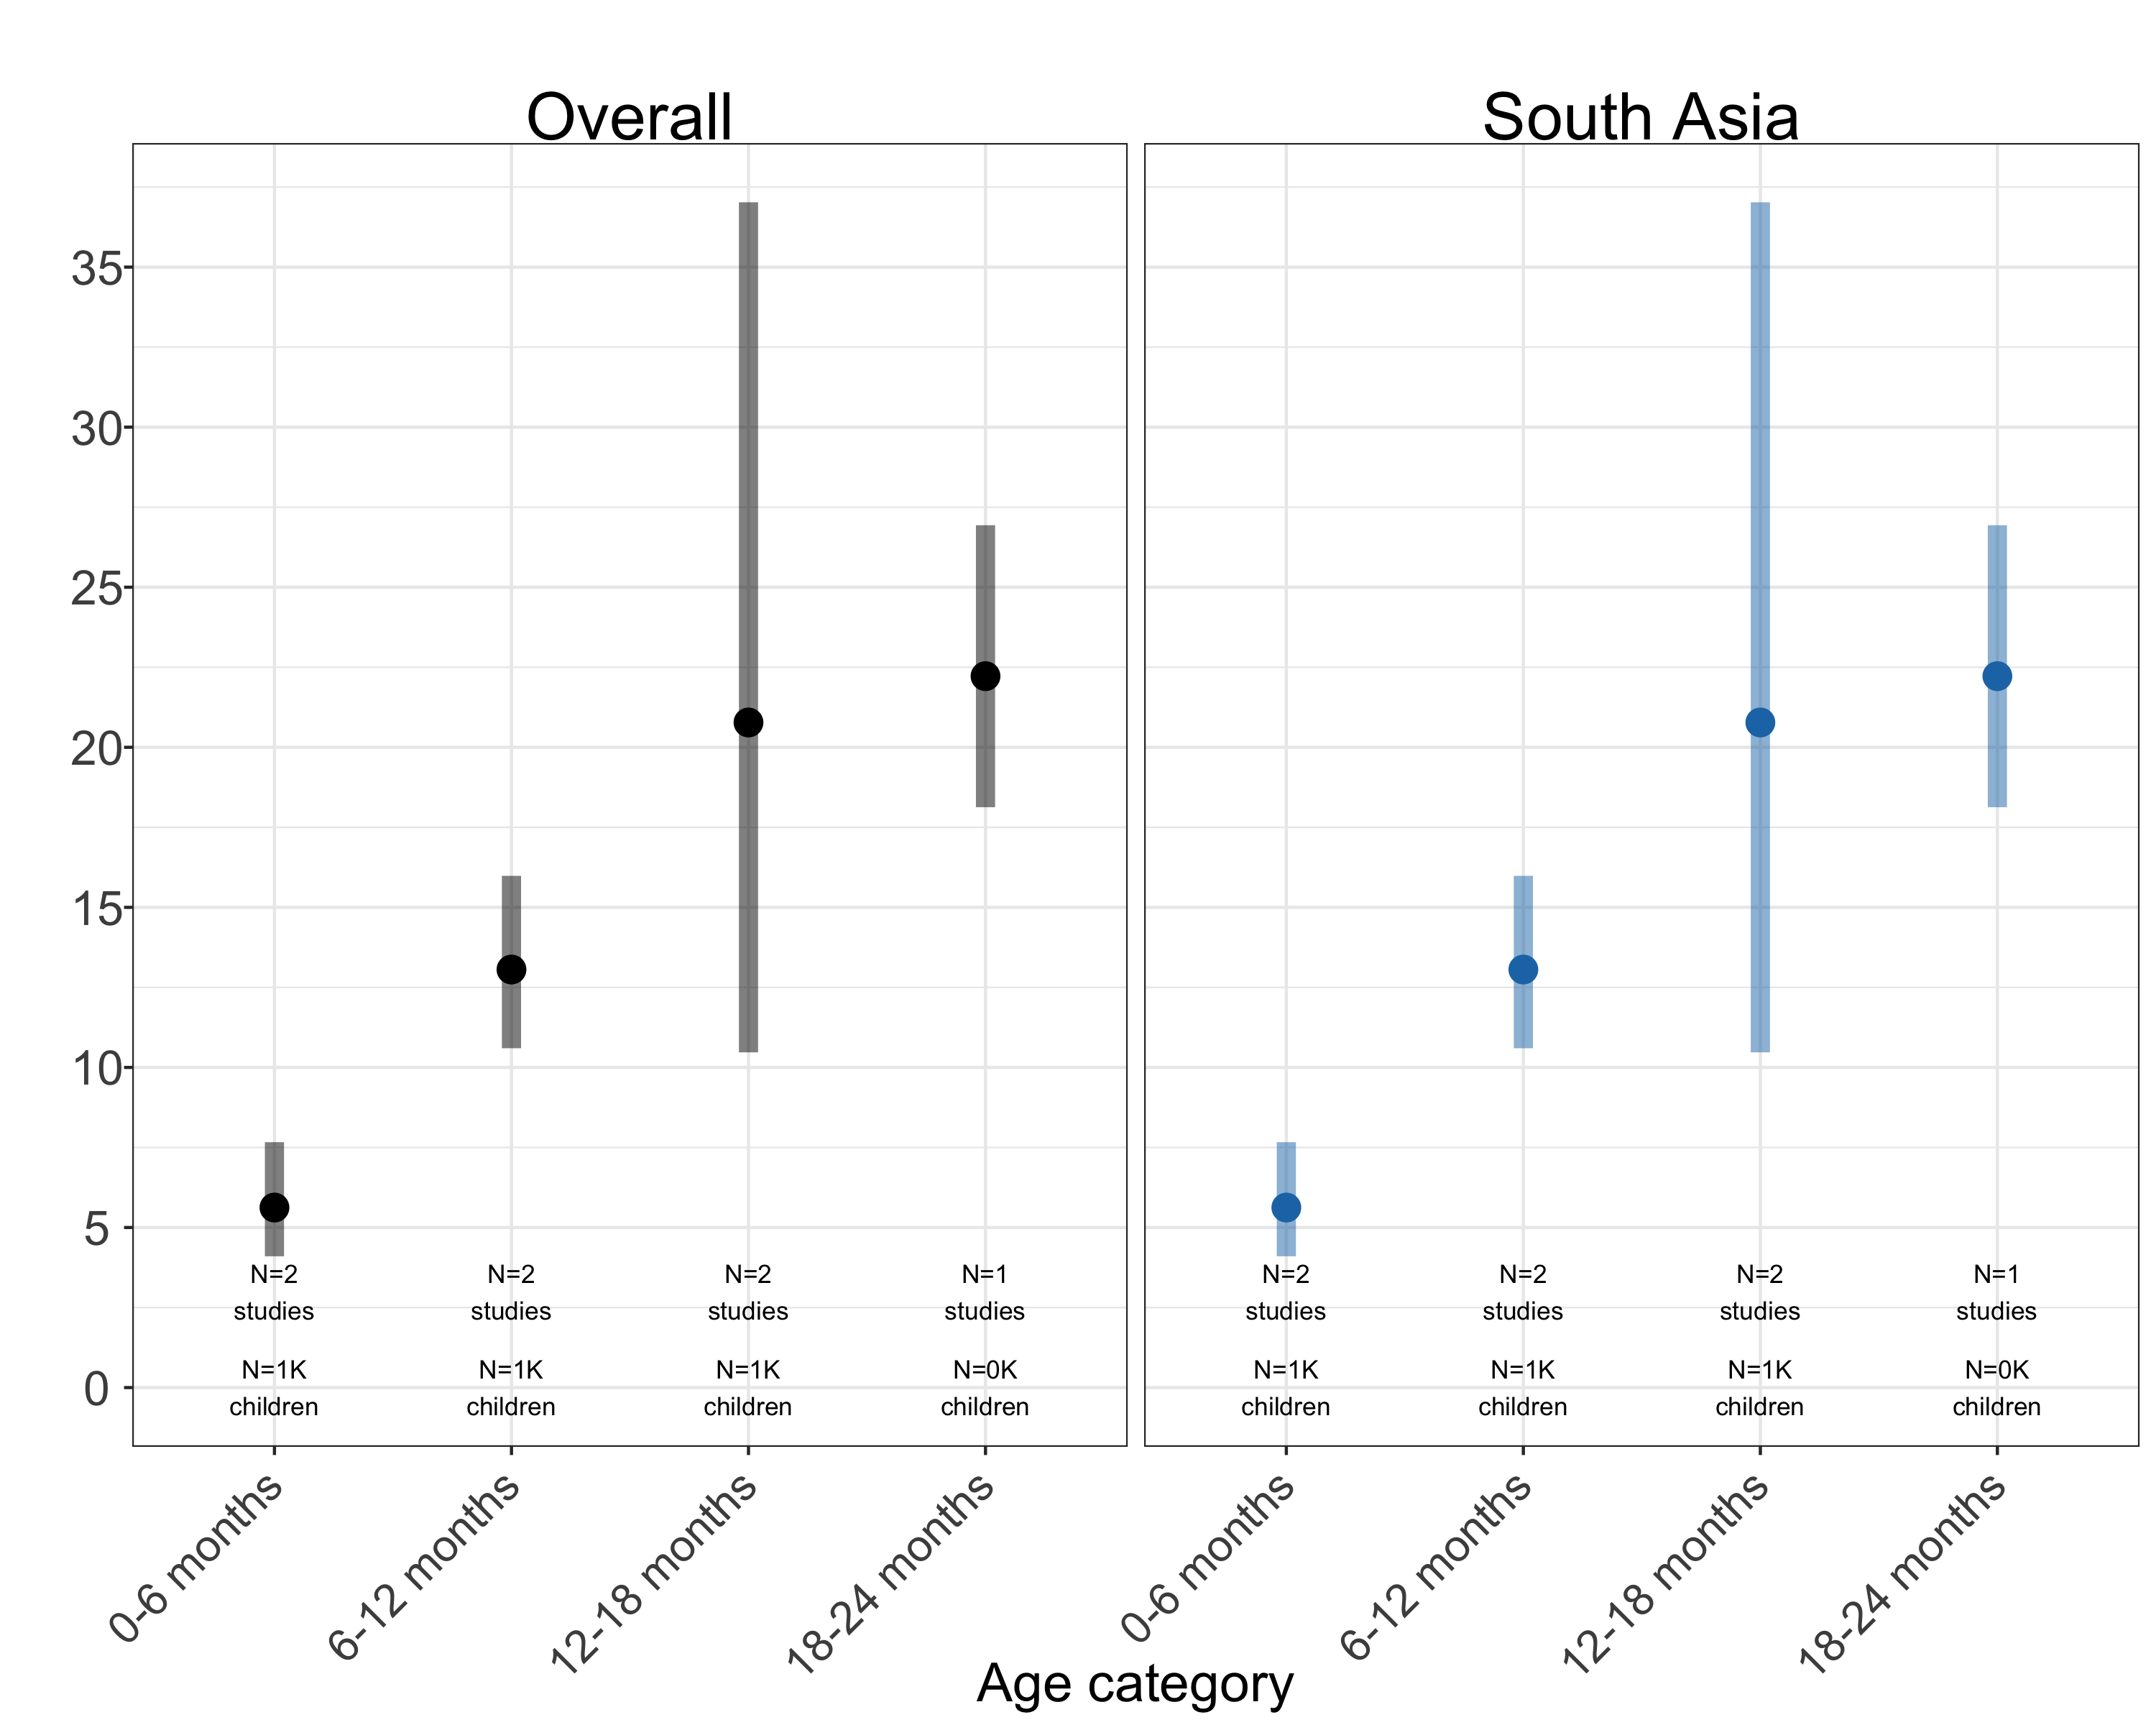 Overall
South Asia
35
30
25
20
15
10
5
0
N=2
studies
N=1K
children
N=2
studies
N=1K
children
N=2
studies
N=1K
children
N=1
studies
N=0K
children
N=2
studies
N=1K
children
N=2
studies
N=1K
children
N=2
studies
N=1K
children
N=1
studies
N=0K
children
0-6 months
6-12 months
12-18 months
18-24 months
0-6 months
6-12 months
12-18 months
18-24 months
Age category